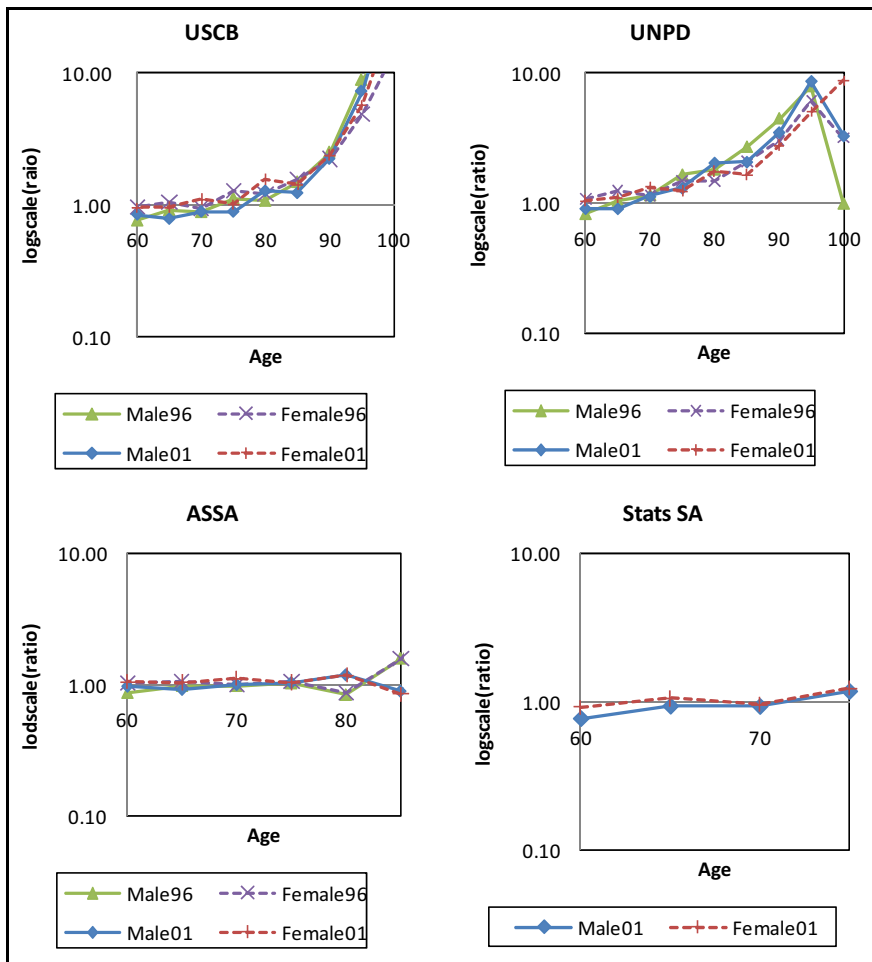 USCB
10.00
1.00
0.10
60 70 80 90 100
logscale(raio)
Age
Male96 Female96
Male01 Female01
UNPD
10.00
1.00
0.10
60 70 80 90 100
logscale(ratio)
Age
Male96 Female96
Male01 Female01
ASSA
10.00
1.00
0.10
60 70 80
lodscale(ratio)
Age
Male96 Female96
Male01 Female01
Stats SA
10.00
1.00
0.10
60 70
logscale(ratio)
Age
Male01 Female01